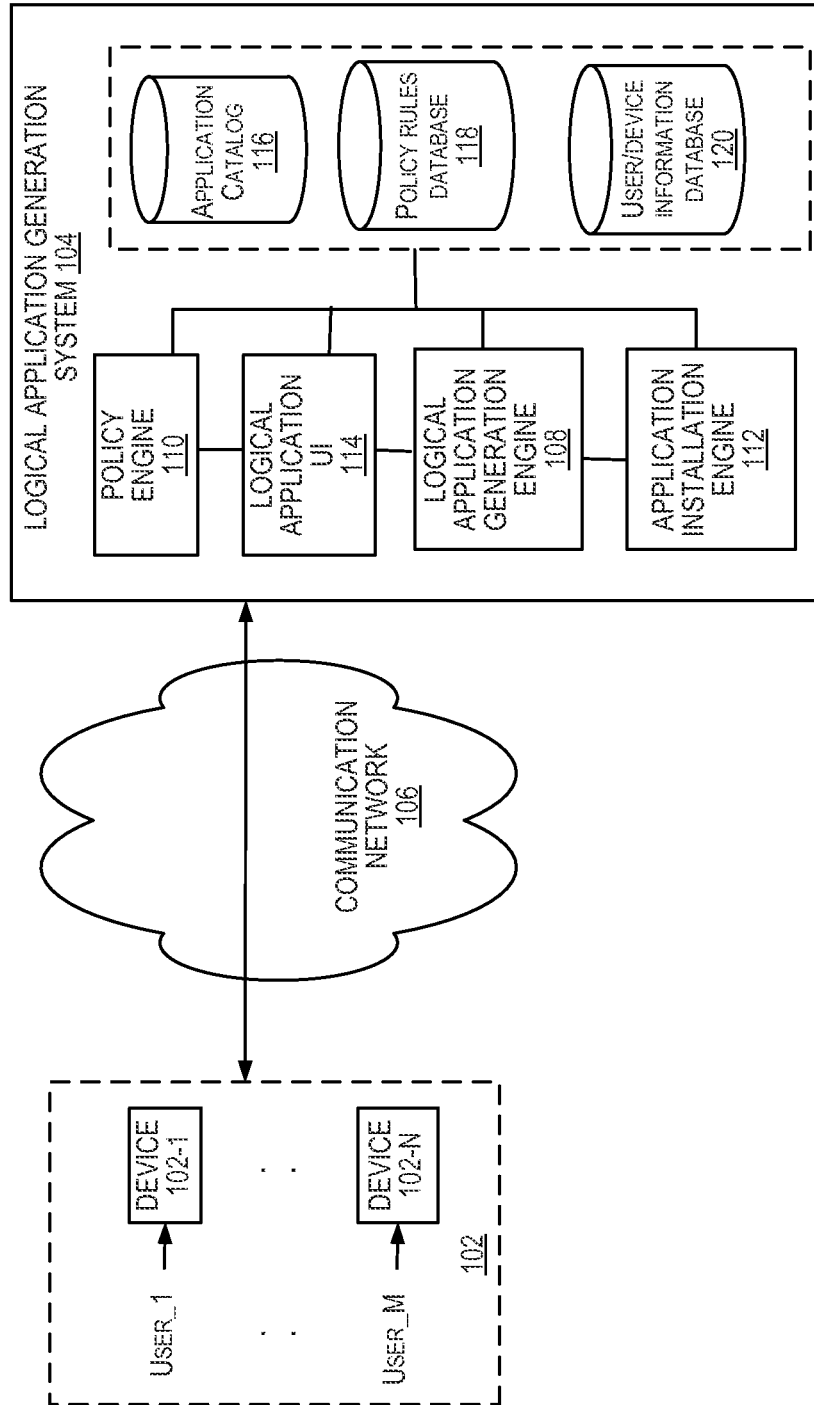 USER_1
DEVICE
102-1
. .
. .
USER_M
DEVICE
102-N
102
COMMUNICATION
NETWORK
106
LOGICAL APPLICATION GENERATION
SYSTEM 104
POLICY
ENGINE
110
LOGICAL
APPLICATION
UI
114
LOGICAL
APPLICATION
GENERATION
ENGINE
108
APPLICATION
INSTALLATION
ENGINE
112
APPLICATION
CATALOG
116
POLICY RULES
DATABASE
118
USER/DEVICE
INFORMATION
DATABASE
120